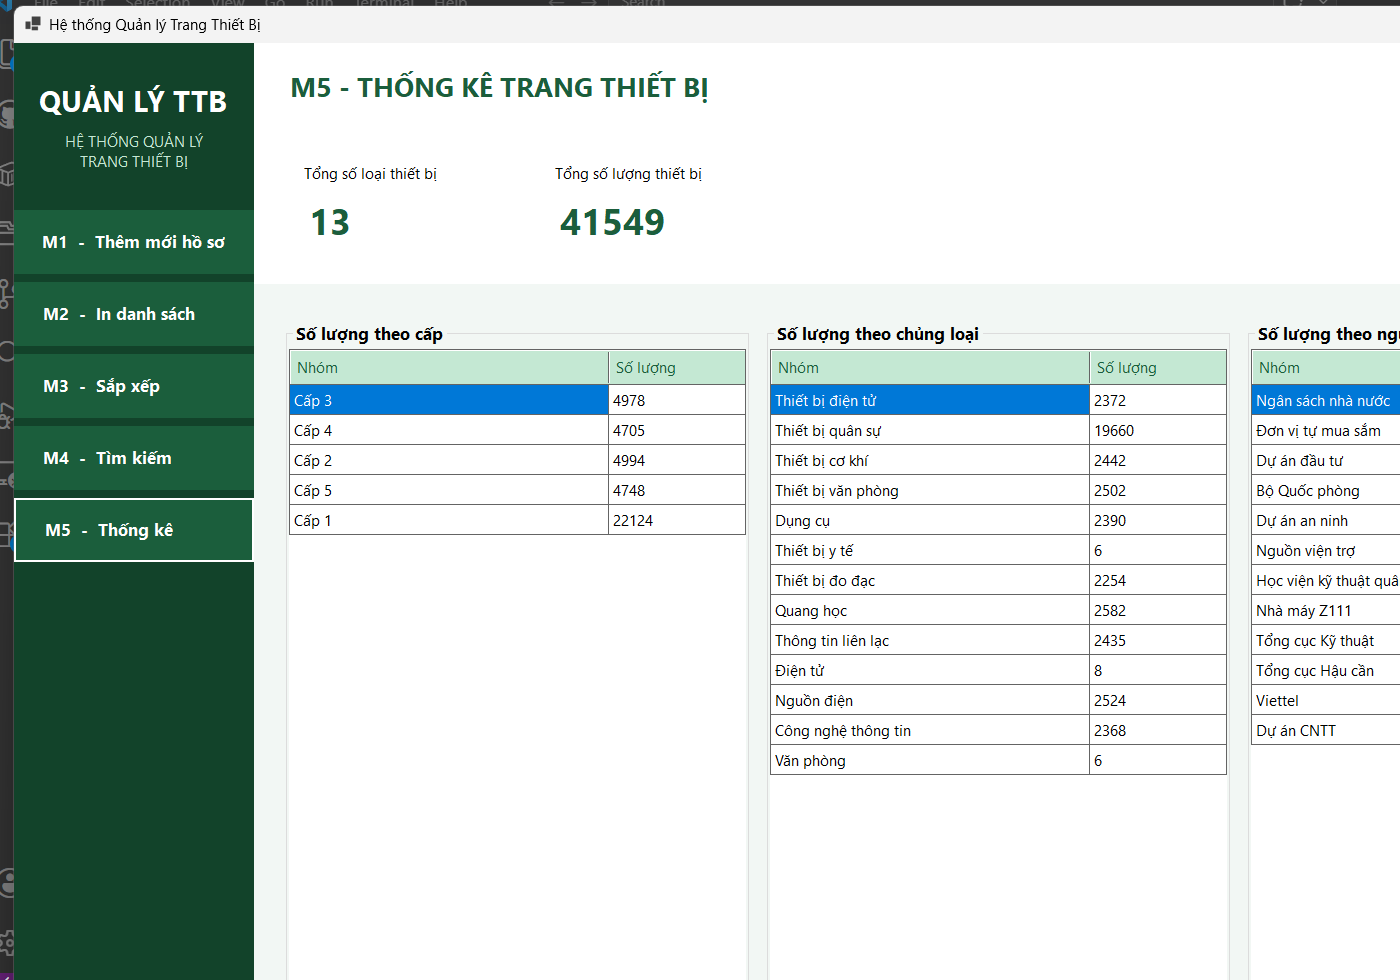 Hệ thống Quản lý Trang Thiết Bị
QUẢN LÝ TTB
HỆ THỐNG QUẢN LÝ
TRANG THIẾT BỊ
M1 - Thêm mới hồ sơ
M2 - In danh sách
M3 - Sắp xếp
M4 - Tìm kiếm
M5 - Thống kê
M5 - THỐNG KÊ TRANG THIẾT BỊ
Tổng số loại thiết bị
13
Tổng số lượng thiết bị
41549
Số lượng theo cấp
Nhóm Số lượng
Cấp 3 4978
Cấp 4 4705
Cấp 2 4994
Cấp 5 4748
Cấp 1 22124
Số lượng theo chủng loại
Nhóm Số lượng
Thiết bị điện tử 2372
Thiết bị quân sự 19660
Thiết bị cơ khí 2442
Thiết bị văn phòng 2502
Dụng cụ 2390
Thiết bị y tế 6
Thiết bị đo đạc 2254
Quang học 2582
Thông tin liên lạc 2435
Điện tử 8
Nguồn điện 2524
Công nghệ thông tin 2368
Văn phòng 6
Số lượng theo
Nhóm
Ngân sách nhà nước
Đơn vị tự mua sắm
Dự án đầu tư
Bộ Quốc phòng
Dự án an ninh
Nguồn viện trợ
Học viện kỹ thuật
Nhà máy Z111
Tổng cục Kỹ thuật
Tổng cục Hậu cần
Viettel
Dự án CNTT